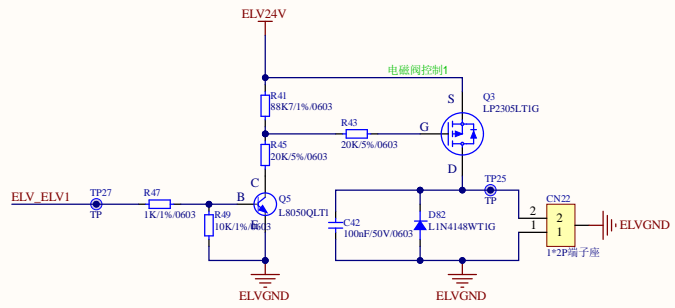 ELV24V
电磁阀控制1
R41
88K7/1%/0603
Q3
LP2305LT1G
S
G
D
R43
20K/5%/0603
R45
20K/5%/0603
ELV_ELV1
TP27
TP
R47
1K/1%/0603
R49
10K/1%/0603
C
B
E
Q5
L8050QLT1
C42
100nF/50V/0603
D82
L1N4148WT1G
TP25
TP
CN22
2
1
2
1
1*2P端子座
ELVGND
ELVGND
ELVGND